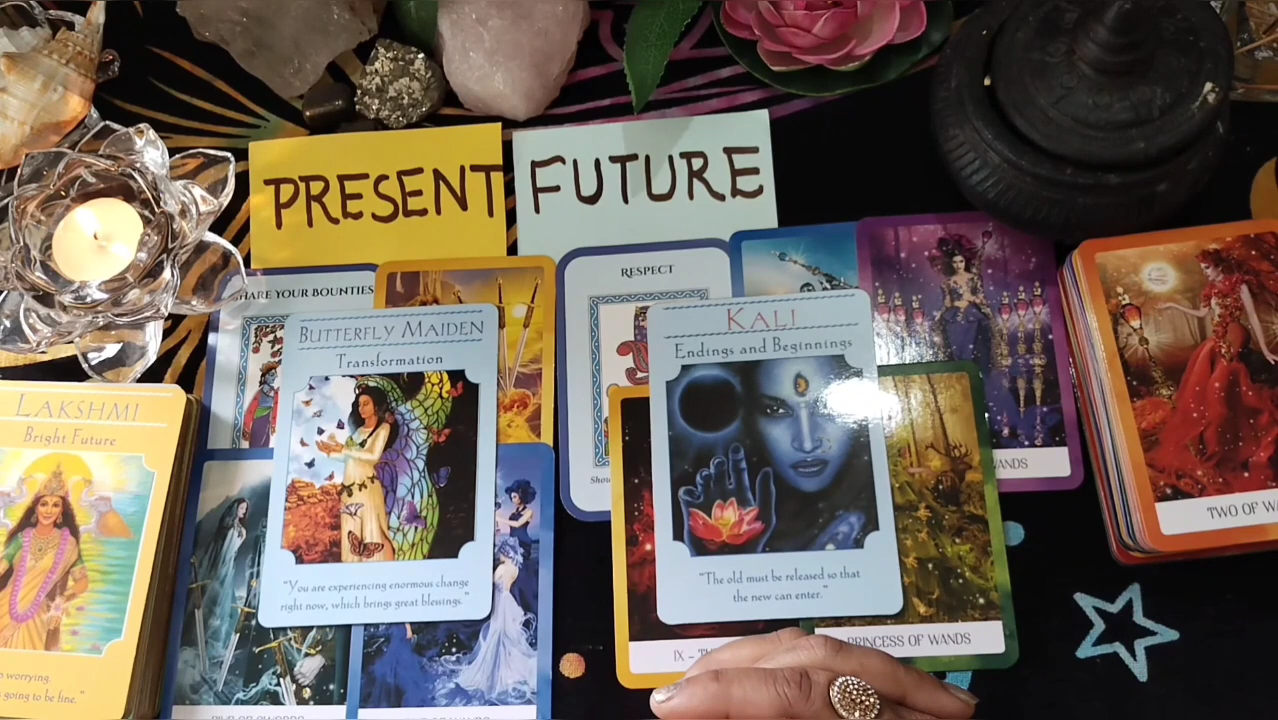 PRESENT
FUTURE
SHARE YOUR BOUNTIES
RESPECT
BUTTERFLY MAIDEN
Transformation
"You are experiencing enormous change
right now, which brings great blessings."
KALI
Endings and Beginnings
"The old must be released so that
the new can enter."
LAKSHMI
Bright Future
worrying.
going to be fine."
WANDS
TWO OF
IX –
PRINCESS OF WANDS